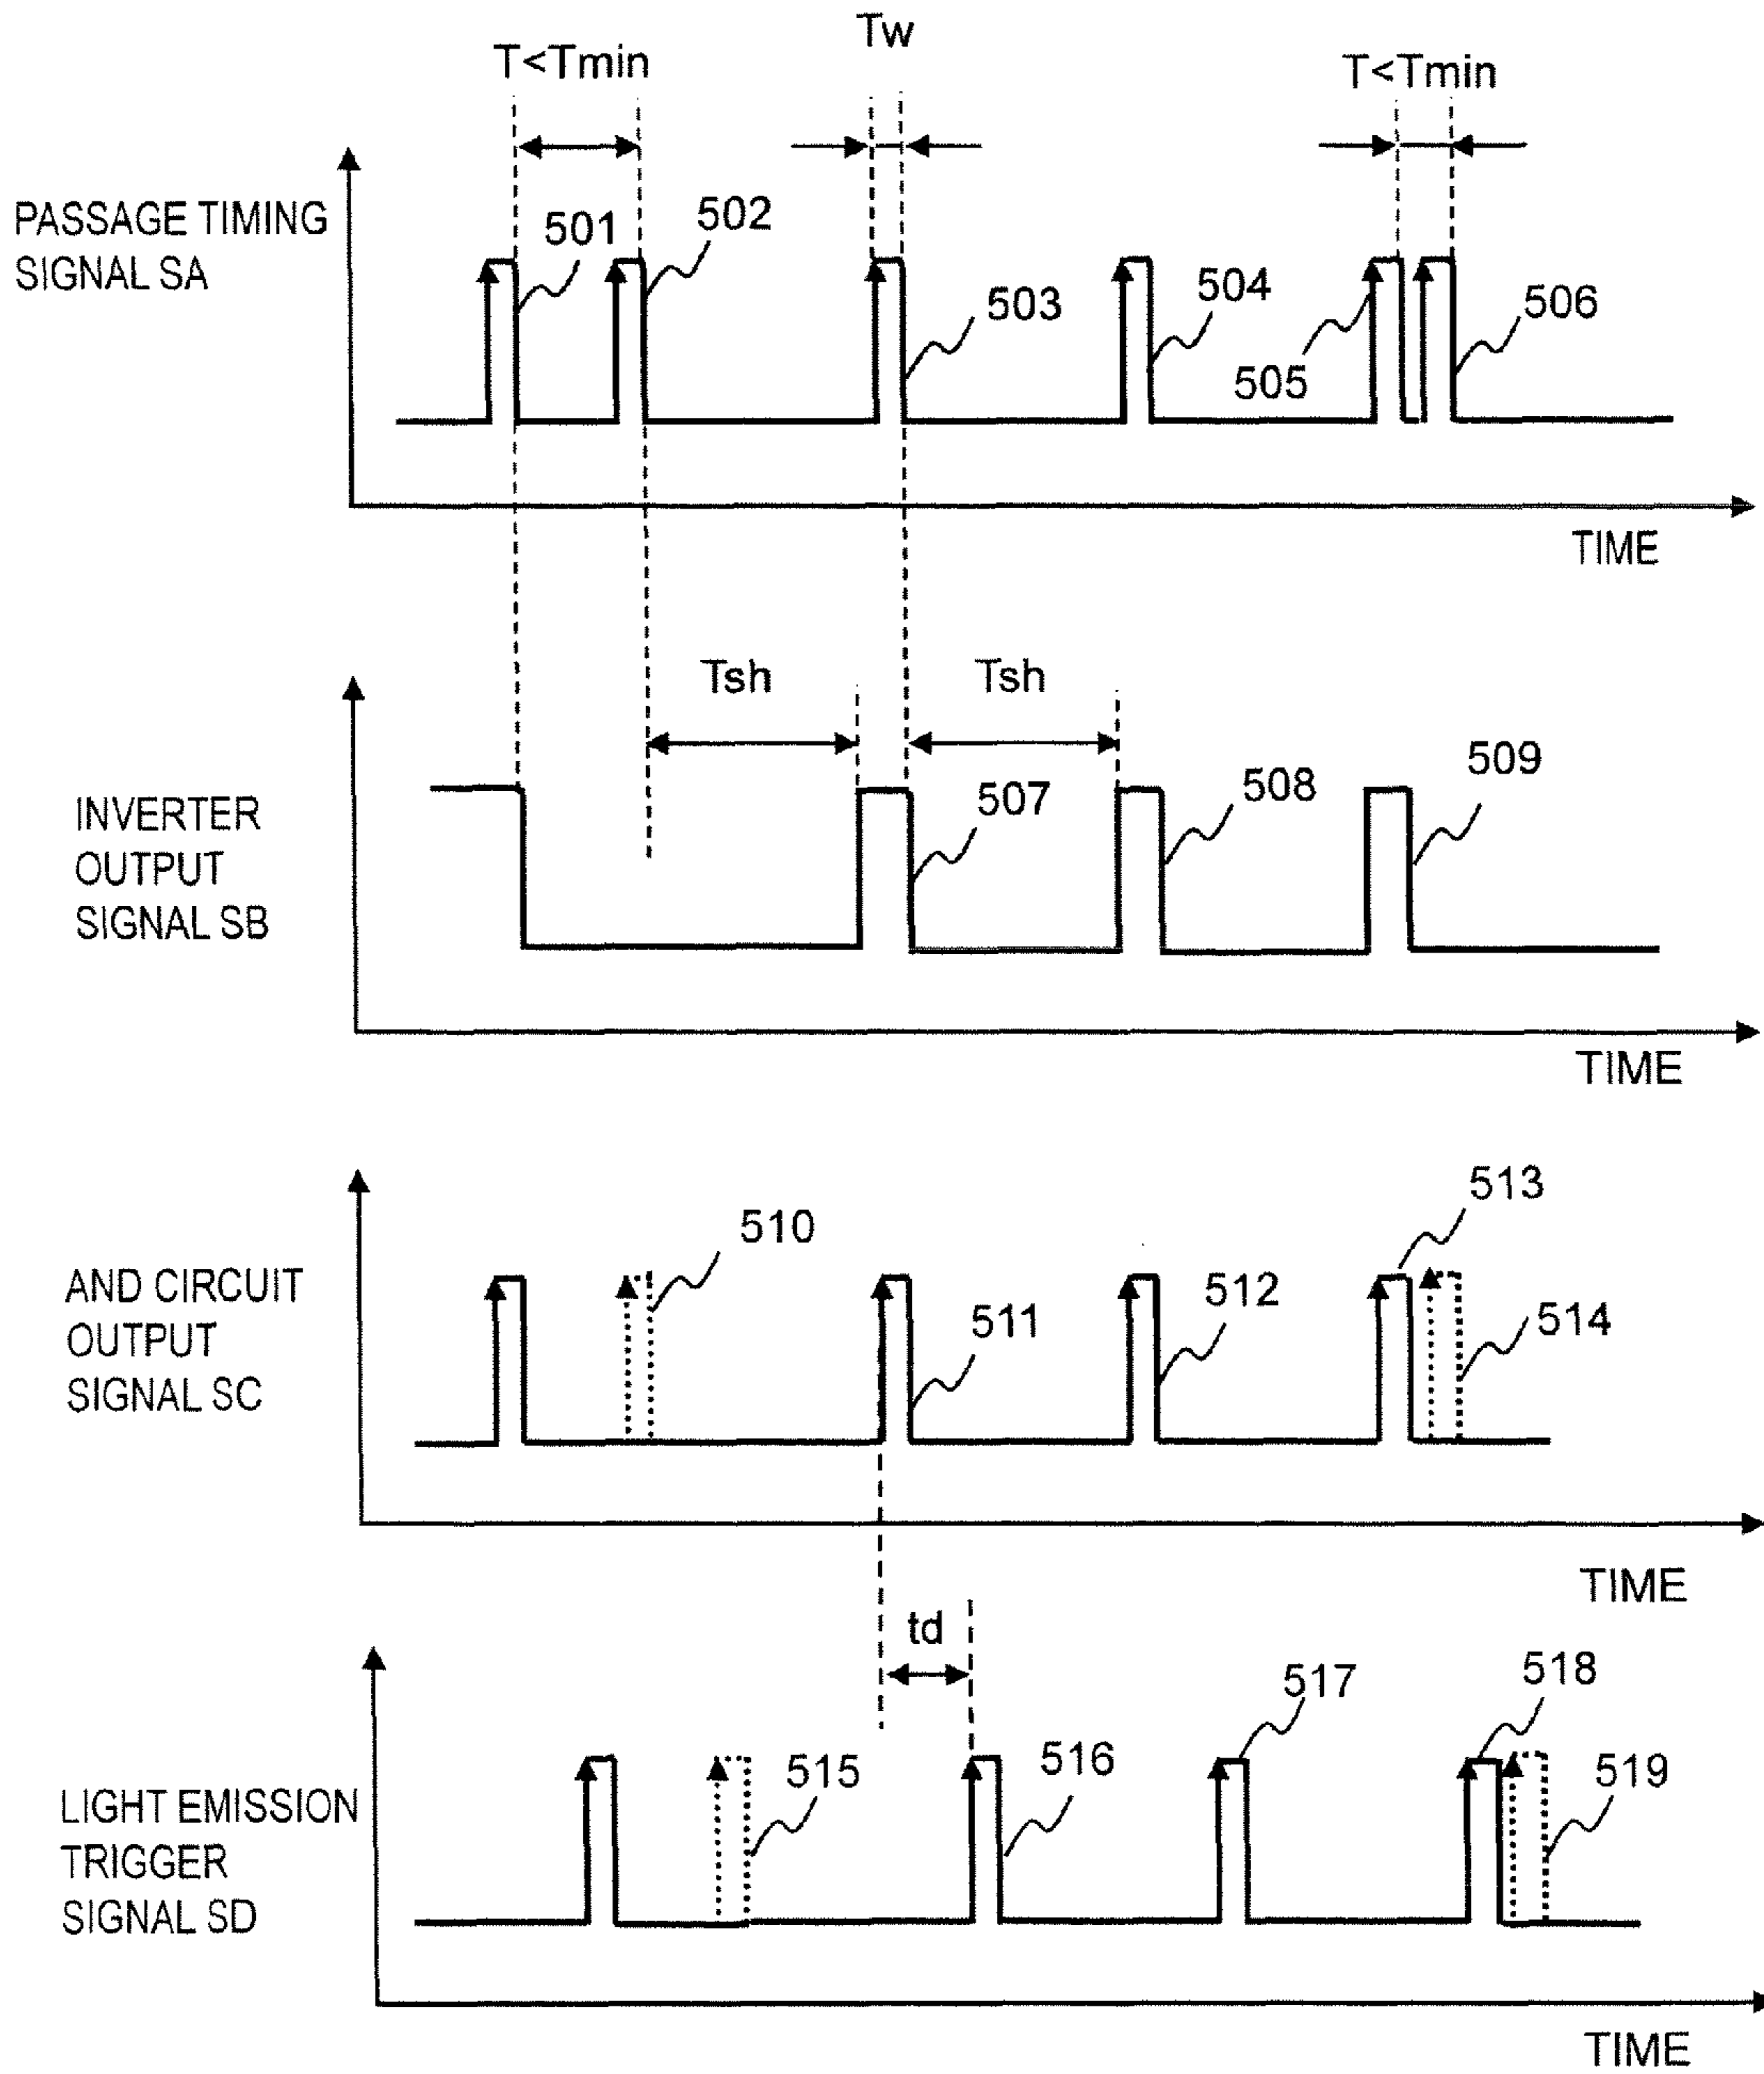 Tw
T<Tmin
T<Tmin
PASSAGE TIMING
SIGNAL SA
501
502
503
504
505
506
TIME
Tsh
Tsh
INVERTER
OUTPUT
SIGNAL SB
507
508
509
TIME
AND CIRCUIT
OUTPUT
SIGNAL SC
510
511
512
513
514
TIME
td
LIGHT EMISSION
TRIGGER
SIGNAL SD
515
516
517
518
519
TIME